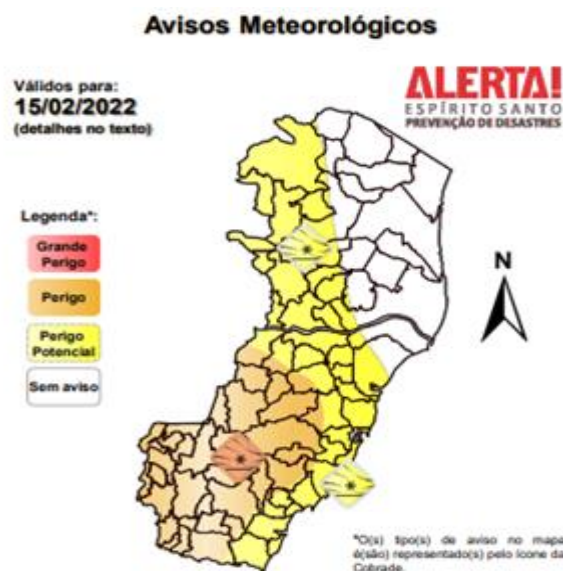 Avisos Meteorológicos
Válidos para:
15/02/2022
(detalhes no texto)
ALERTA!
ESPÍRITO SANTO
PREVENÇÃO DE DESASTRES
Legenda*:
Grande
Perigo
Perigo
Perigo
Potencial
Sem aviso
N
*O(s) tipo(s) de aviso no mapa
é(são) representado(s) pelo ícone da
Cobrade.